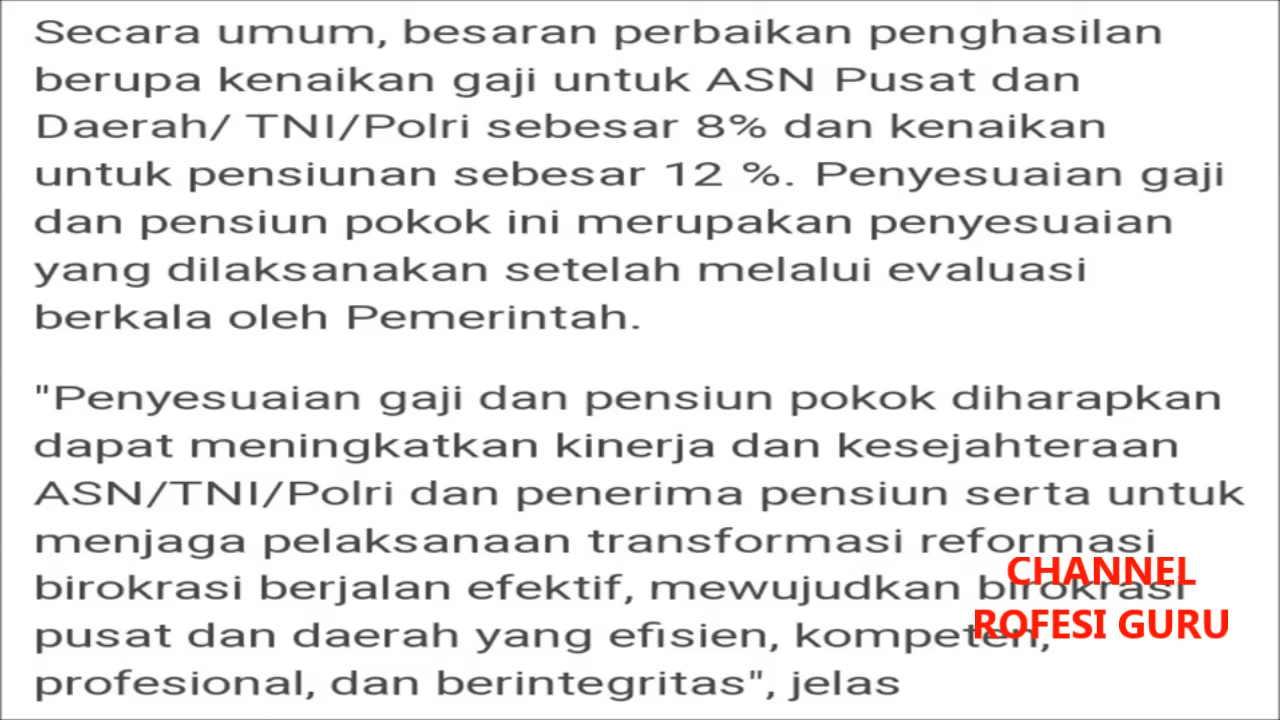 Secara umum, besaran perbaikan penghasilan
berupa kenaikan gaji untuk ASN Pusat dan
Daerah/ TNI/Polri sebesar 8% dan kenaikan
untuk pensiunan sebesar 12 %. Penyesuaian gaji
dan pensiun pokok ini merupakan penyesuaian
yang dilaksanakan setelah melalui evaluasi
berkala oleh Pemerintah.
"Penyesuaian gaji dan pensiun pokok diharapkan
dapat meningkatkan kinerja dan kesejahteraan
ASN/TNI/Polri dan penerima pensiun serta untuk
menjaga pelaksanaan transformasi reformasi
birokrasi berjalan efektif, mewujudkan birokrasi
pusat dan daerah yang efisien, kompeten,
profesional, dan berintegritas", jelas
CHANNEL
ROFESI GURU